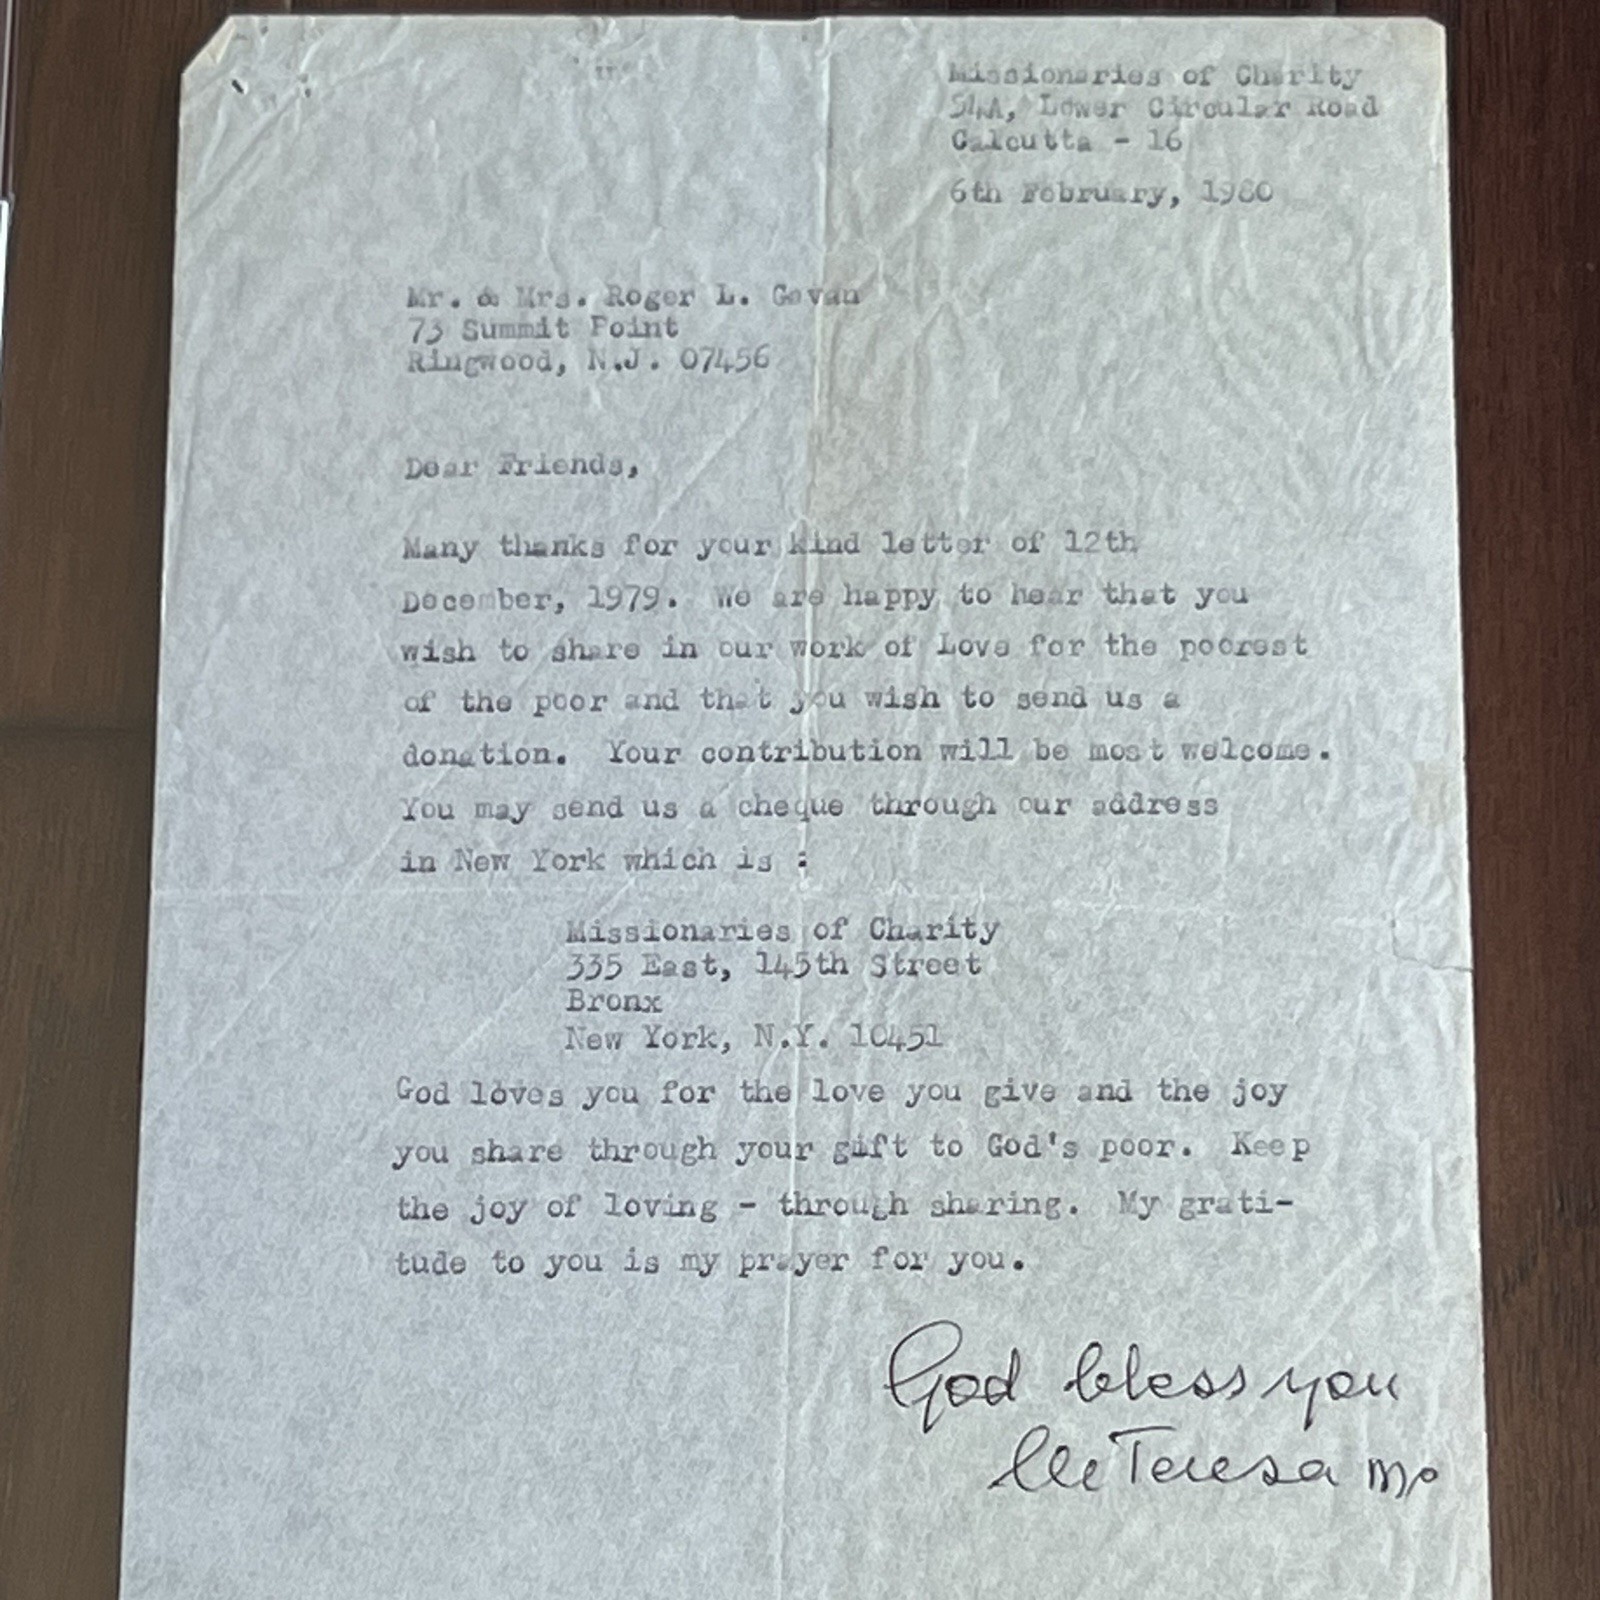 Missionaries of Charity
54A, Lower Circular Road
Calcutta - 16
6th February, 1980
Mr. & Mrs. Roger L. Govan
73 Summit Point
Ringwood, N.J. 07456
Dear Friends,
Many thanks for your kind letter of 12th
December, 1979. We are happy to hear that you
wish to share in our work of Love for the poorest
of the poor and that you wish to send us a
donation. Your contribution will be most welcome.
You may send us a cheque through our address
in New York which is :
Missionaries of Charity
335 East, 145th Street
Bronx
New York, N.Y. 10451
God loves you for the love you give and the joy
you share through your gift to God's poor. Keep
the joy of loving - through sharing. My grati-
tude to you is my prayer for you.
God bless you
lle Teresa mc